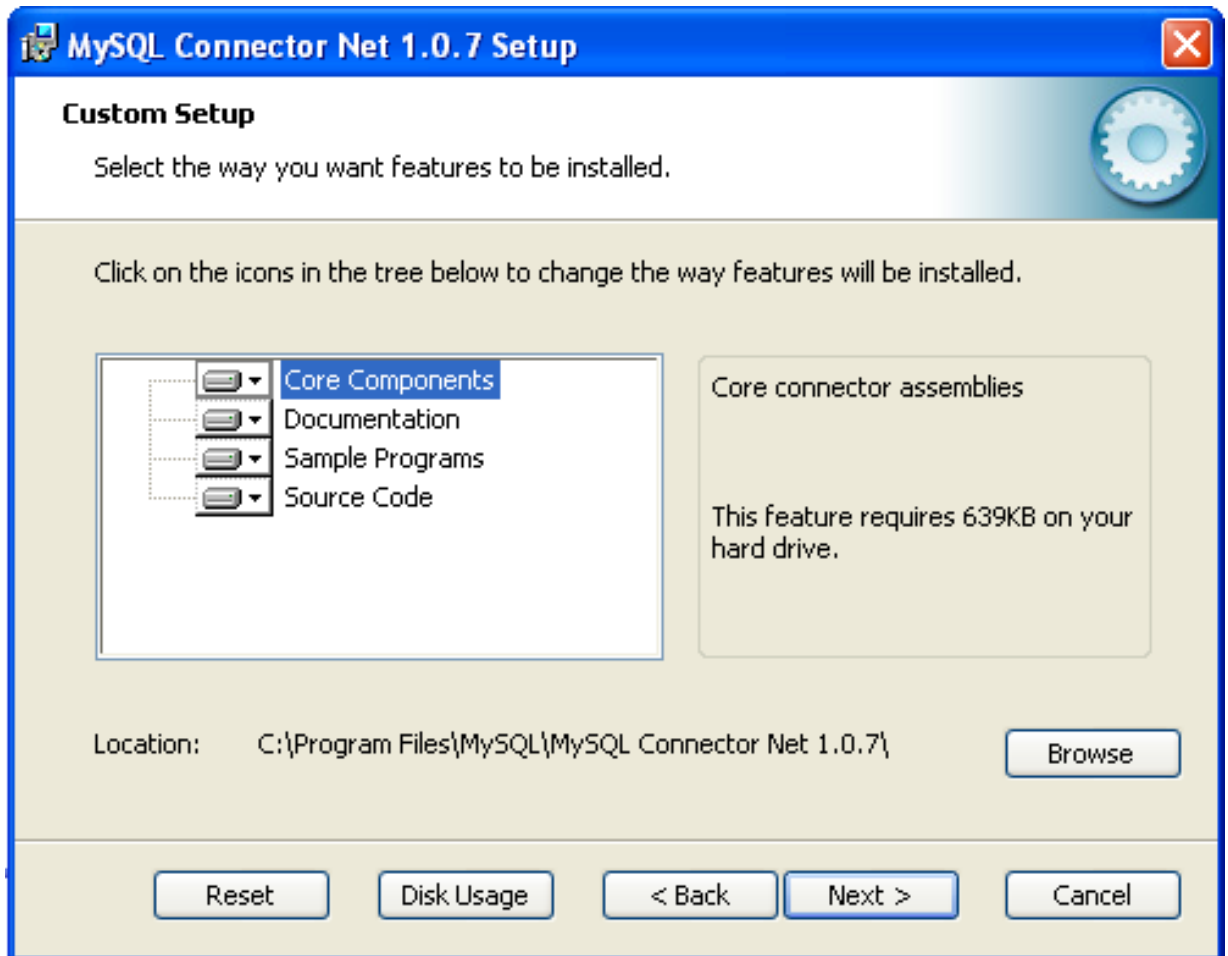 MySQL Connector Net 1.0.7 Setup
Custom Setup
Select the way you want features to be installed.
Click on the icons in the tree below to change the way features will be installed.
Core Components
Documentation
Sample Programs
Source Code
Core connector assemblies
This feature requires 639KB on your
hard drive.
Location: C:\Program Files\MySQL\MySQL Connector Net 1.0.7\
Browse
Reset Disk Usage < Back Next > Cancel